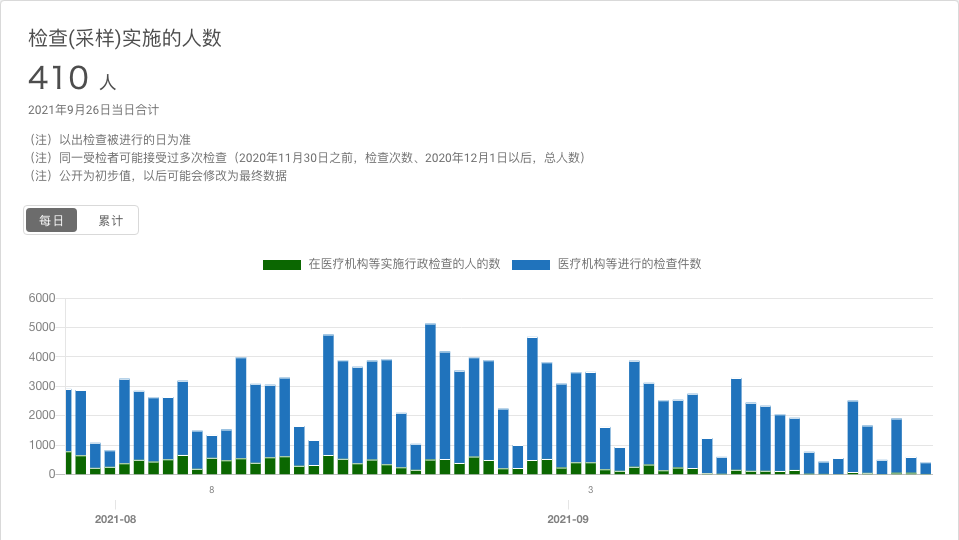 检查(采样)实施的人数
410 人
2021年9月26日当日合计
（注）以出检查被进行的日为准
（注）同一受检者可能接受过多次检查（2020年11月30日之前，检查次数、2020年12月1日以后，总人数）
（注）公开为初步值，以后可能会修改为最终数据
每日 累计
在医疗机构等实施行政检查的人的数 医疗机构等进行的检查件数
6000
5000
4000
3000
2000
1000
0
8 3
2021-08 2021-09